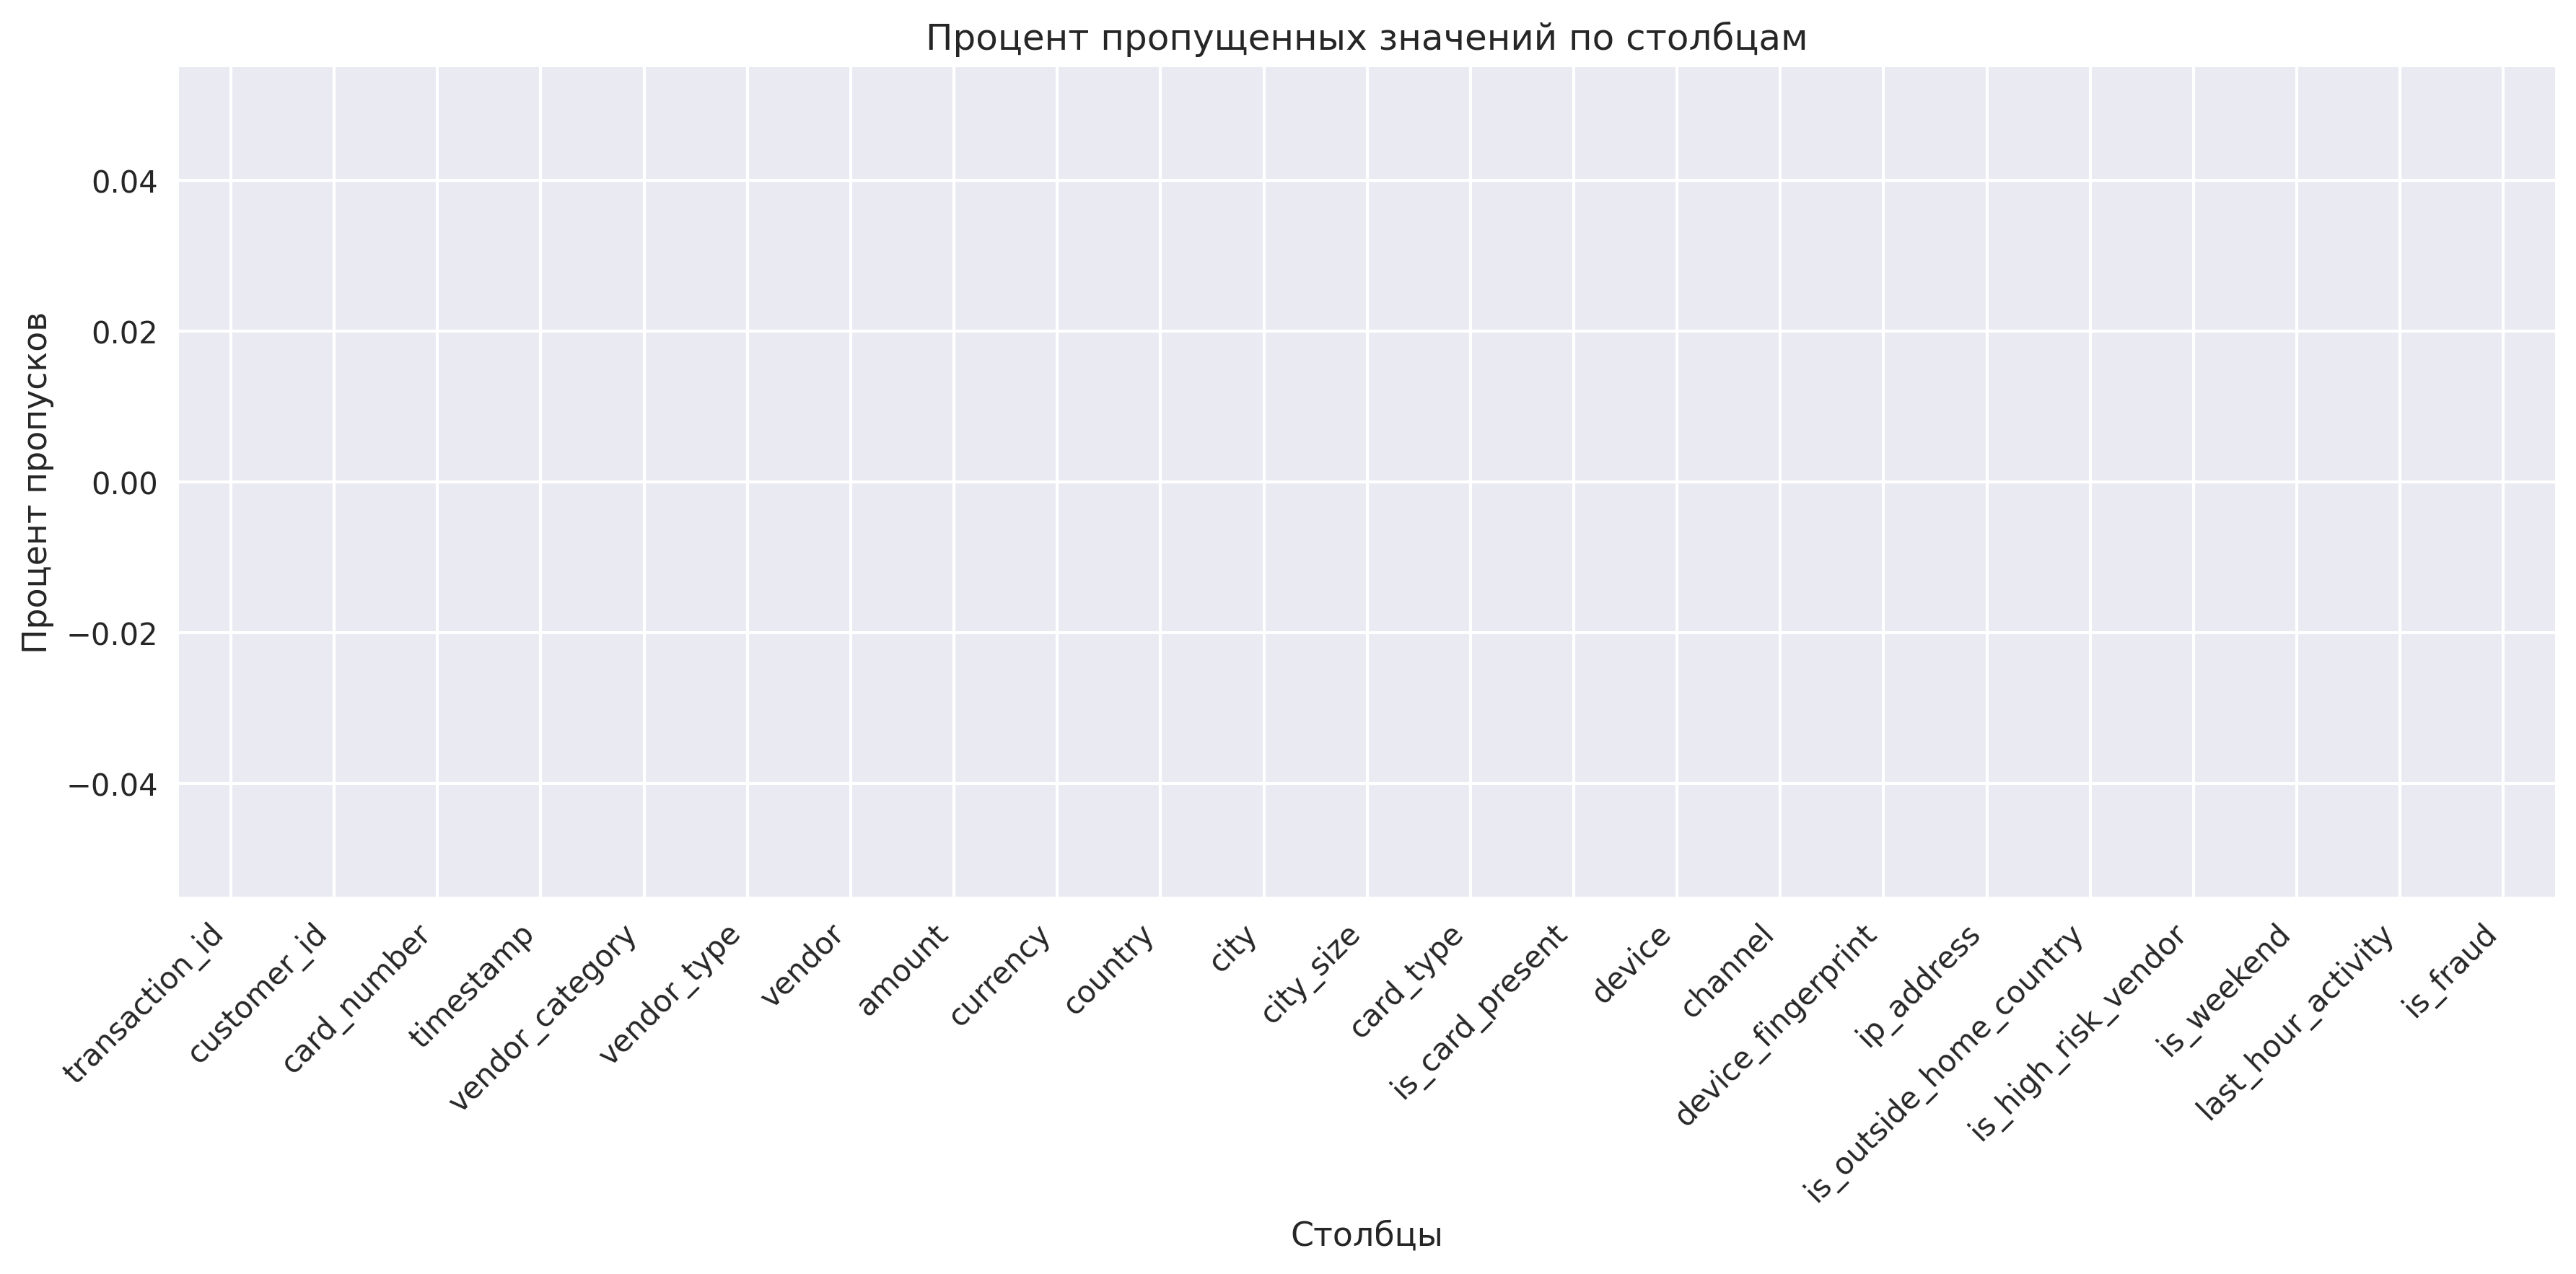 Процент пропущенных значений по столбцам
Процент пропусков
0.04
0.02
0.00
−0.02
−0.04
transaction_id
customer_id
card_number
timestamp
vendor_category
vendor_type
vendor
amount
currency
country
city
city_size
card_type
is_card_present
device
channel
device_fingerprint
ip_address
is_outside_home_country
is_high_risk_vendor
is_weekend
last_hour_activity
is_fraud
Столбцы